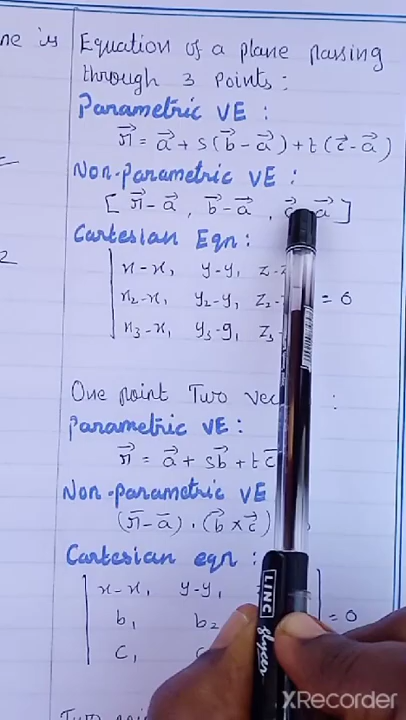 ne is
Equation of a plane passing
through 3 points:
Parametric VE :
r⃗ = a⃗ + s(b⃗ - a⃗) + t(c⃗ - a⃗)
Non-Parametric VE :
[ r⃗ - a⃗ , b⃗ - a⃗ , a⃗ ]
Cartesian Eqn :
x - x₁ y - y₁ z -
x₂ - x₁ y₂ - y₁ z₂ - = 0
x₃ - x₁ y₃ - y₁ z₃ -
2
One point Two vec :
Parametric VE :
r⃗ = a⃗ + sb⃗ + tc⃗
Non-parametric VE
(r⃗ - a⃗) . (b⃗ × c⃗)
Cartesian eqn :
x - x₁ y - y₁
b₁ b₂ = 0
C₁
LINC
XRecorder